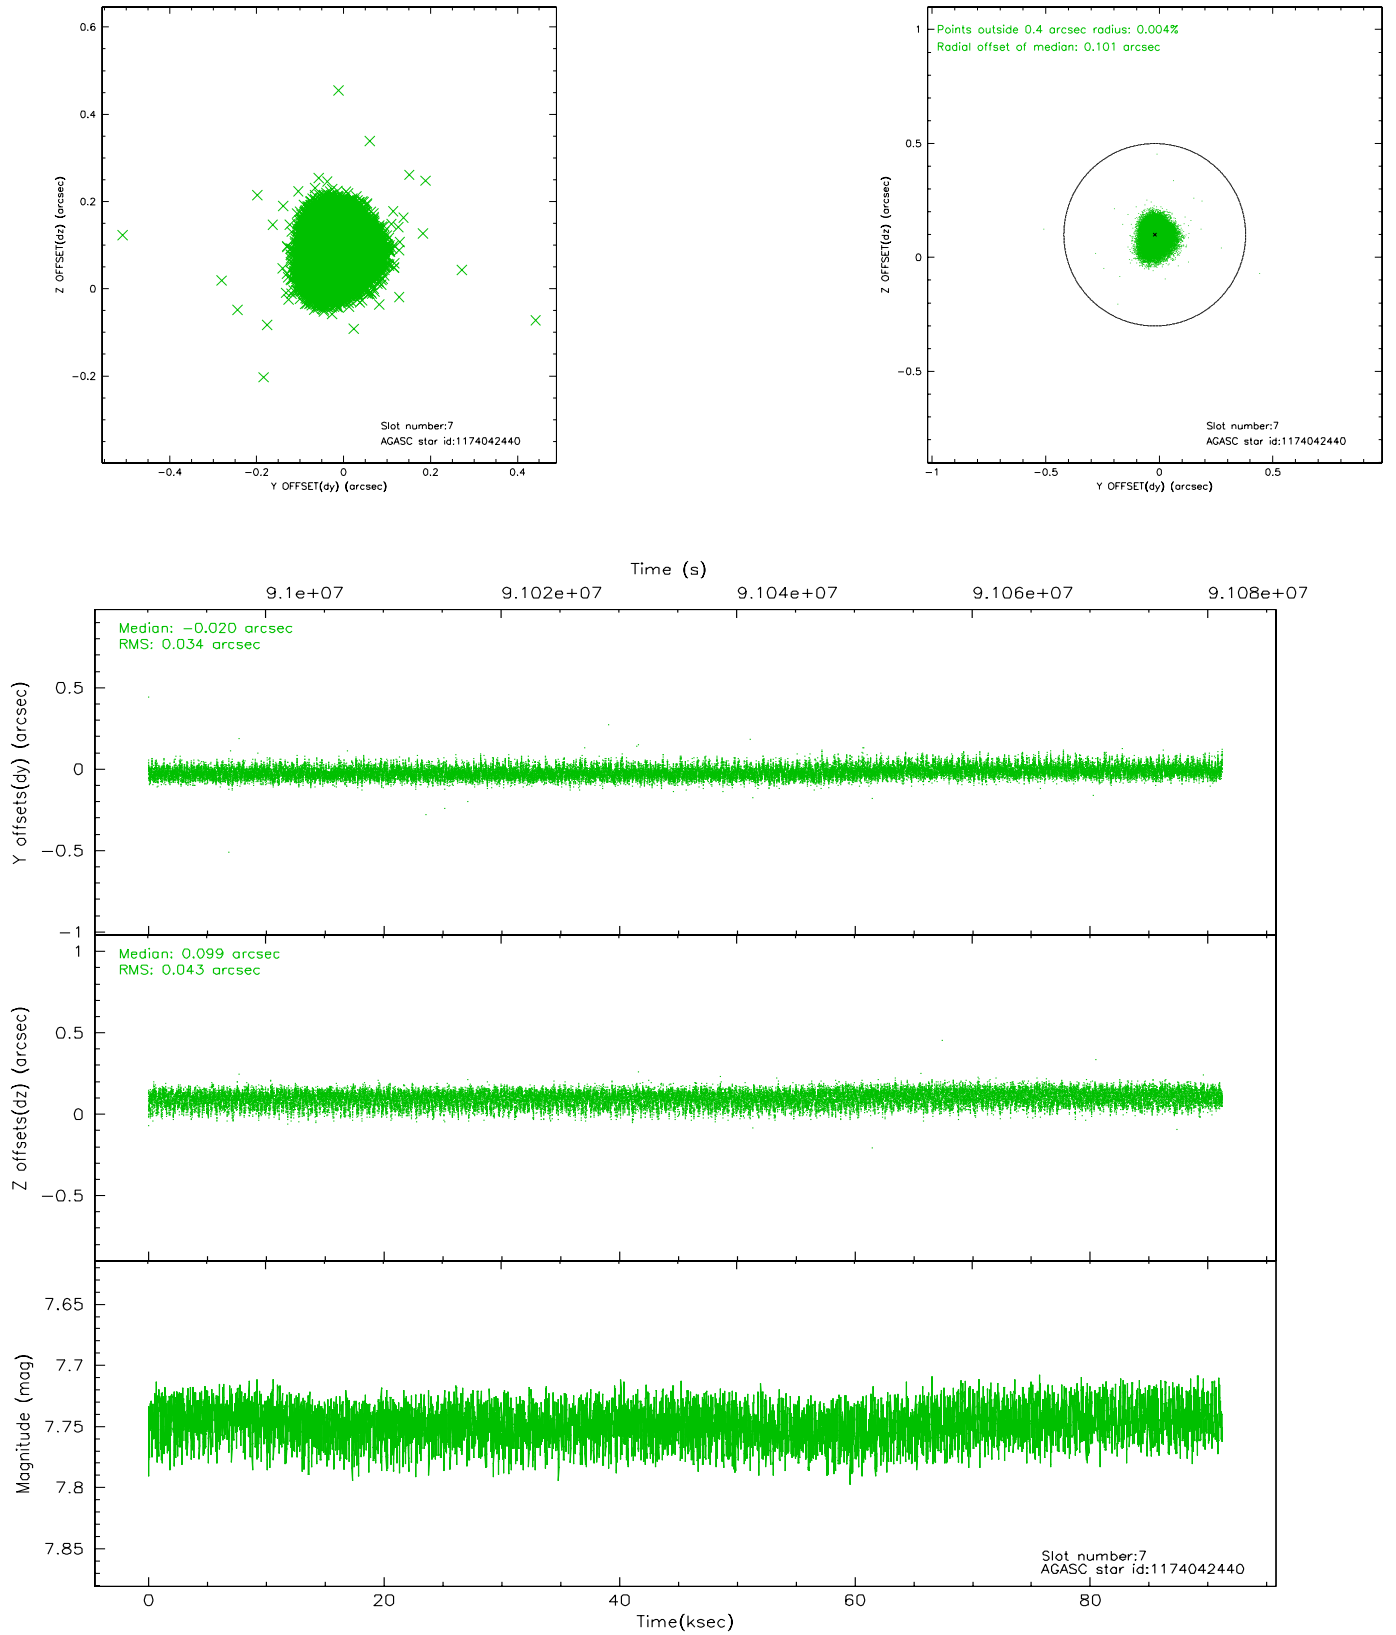 0.6
0.4
0.2
0
−0.2
Z OFFSET(dz) (arcsec)
−0.4 −0.2 0 0.2 0.4
Y OFFSET(dy) (arcsec)
Slot number:7
AGASC star id:1174042440
Points outside 0.4 arcsec radius: 0.004%
Radial offset of median: 0.101 arcsec
1
0.5
0
−0.5
Z OFFSET(dz) (arcsec)
−1 −0.5 0 0.5
Y OFFSET(dy) (arcsec)
Slot number:7
AGASC star id:1174042440
Time (s)
9.1e+07 9.102e+07 9.104e+07 9.106e+07 9.108e+07
Median: −0.020 arcsec
RMS: 0.034 arcsec
0.5
0
−0.5
−1
Y offsets(dy) (arcsec)
Median: 0.099 arcsec
RMS: 0.043 arcsec
1
0.5
0
−0.5
Z offsets(dz) (arcsec)
7.65
7.7
7.75
7.8
7.85
Magnitude (mag)
Slot number:7
AGASC star id:1174042440
0 20 40 60 80
Time(ksec)